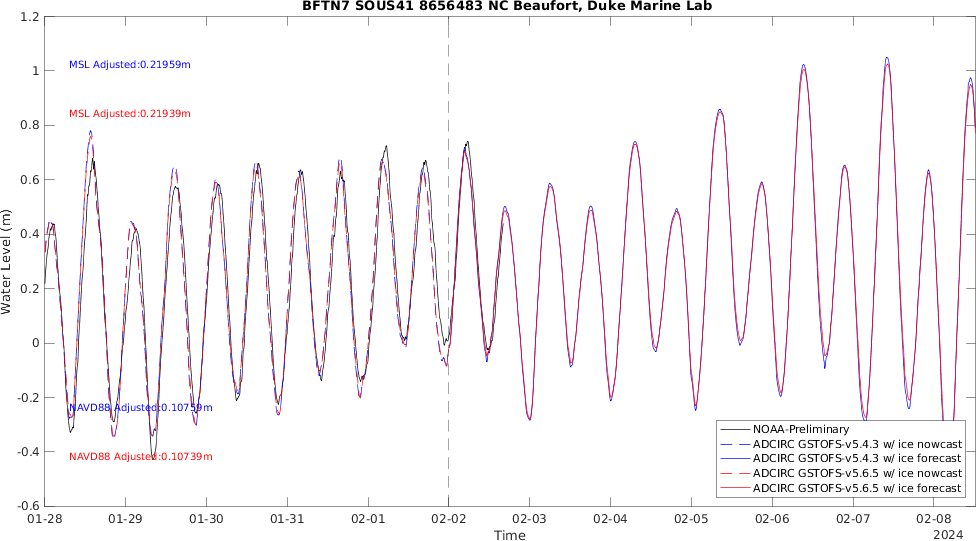 BFTN7 SOUS41 8656483 NC Beaufort, Duke Marine Lab
1.2
1
0.8
0.6
0.4
0.2
0
-0.2
-0.4
-0.6
Water Level (m)
MSL Adjusted:0.21959m
MSL Adjusted:0.21939m
NAVD88 Adjusted:0.10759m
NAVD88 Adjusted:0.10739m
NOAA-Preliminary
ADCIRC GSTOFS-v5.4.3 w/ ice nowcast
ADCIRC GSTOFS-v5.4.3 w/ ice forecast
ADCIRC GSTOFS-v5.6.5 w/ ice nowcast
ADCIRC GSTOFS-v5.6.5 w/ ice forecast
01-28 01-29 01-30 01-31 02-01 02-02 02-03 02-04 02-05 02-06 02-07 02-08
Time
2024